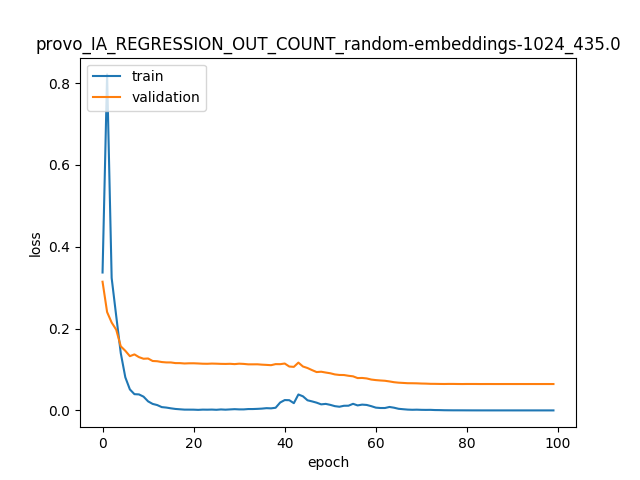 provo_IA_REGRESSION_OUT_COUNT_random-embeddings-1024_435.0
train
validation
0.8
0.6
0.4
0.2
0.0
loss
0 20 40 60 80 100
epoch